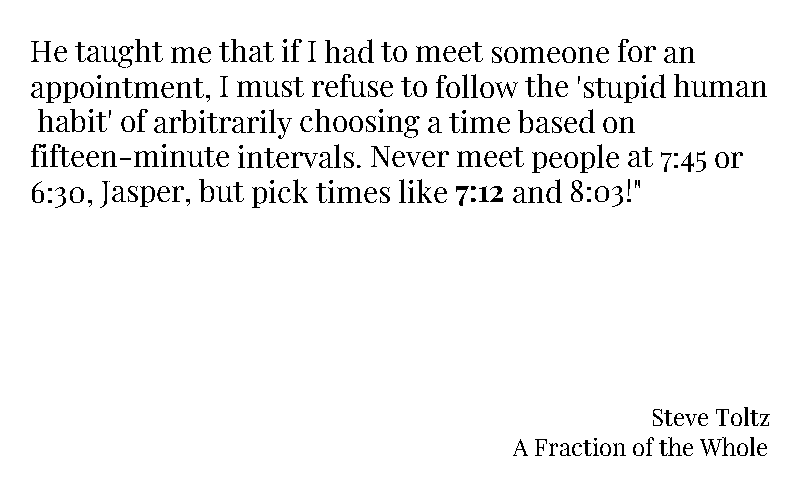 He taught me that if I had to meet someone for an
appointment, I must refuse to follow the 'stupid human
habit' of arbitrarily choosing a time based on
fifteen-minute intervals. Never meet people at 7:45 or
6:30, Jasper, but pick times like 7:12 and 8:03!"
Steve Toltz
A Fraction of the Whole